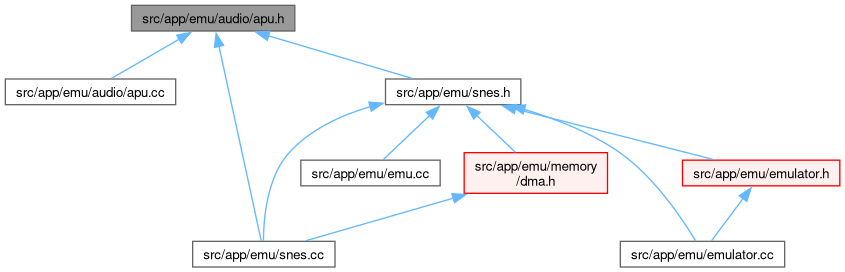 src/app/emu/audio/apu.h
src/app/emu/audio/apu.cc
src/app/emu/snes.h
src/app/emu/emu.cc
src/app/emu/memory
/dma.h
src/app/emu/emulator.h
src/app/emu/snes.cc
src/app/emu/emulator.cc